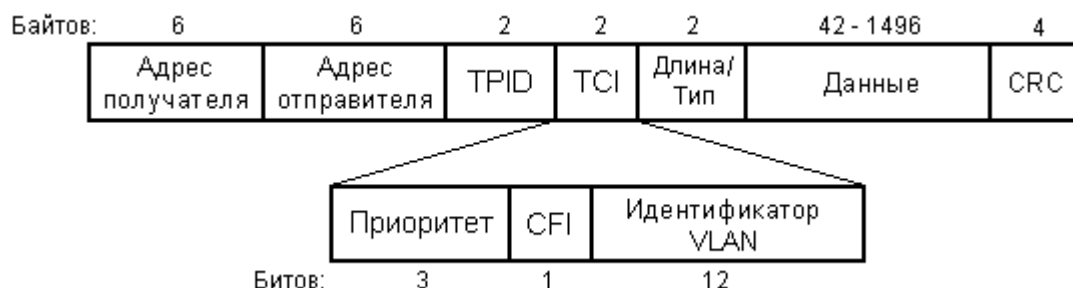 Байтов: 6 6 2 2 2 42 - 1496 4
Адрес получателя
Адрес отправителя
TPID
TCI
Длина/
Тип
Данные
CRC
Приоритет
CFI
Идентификатор
VLAN
Битов: 3 1 12